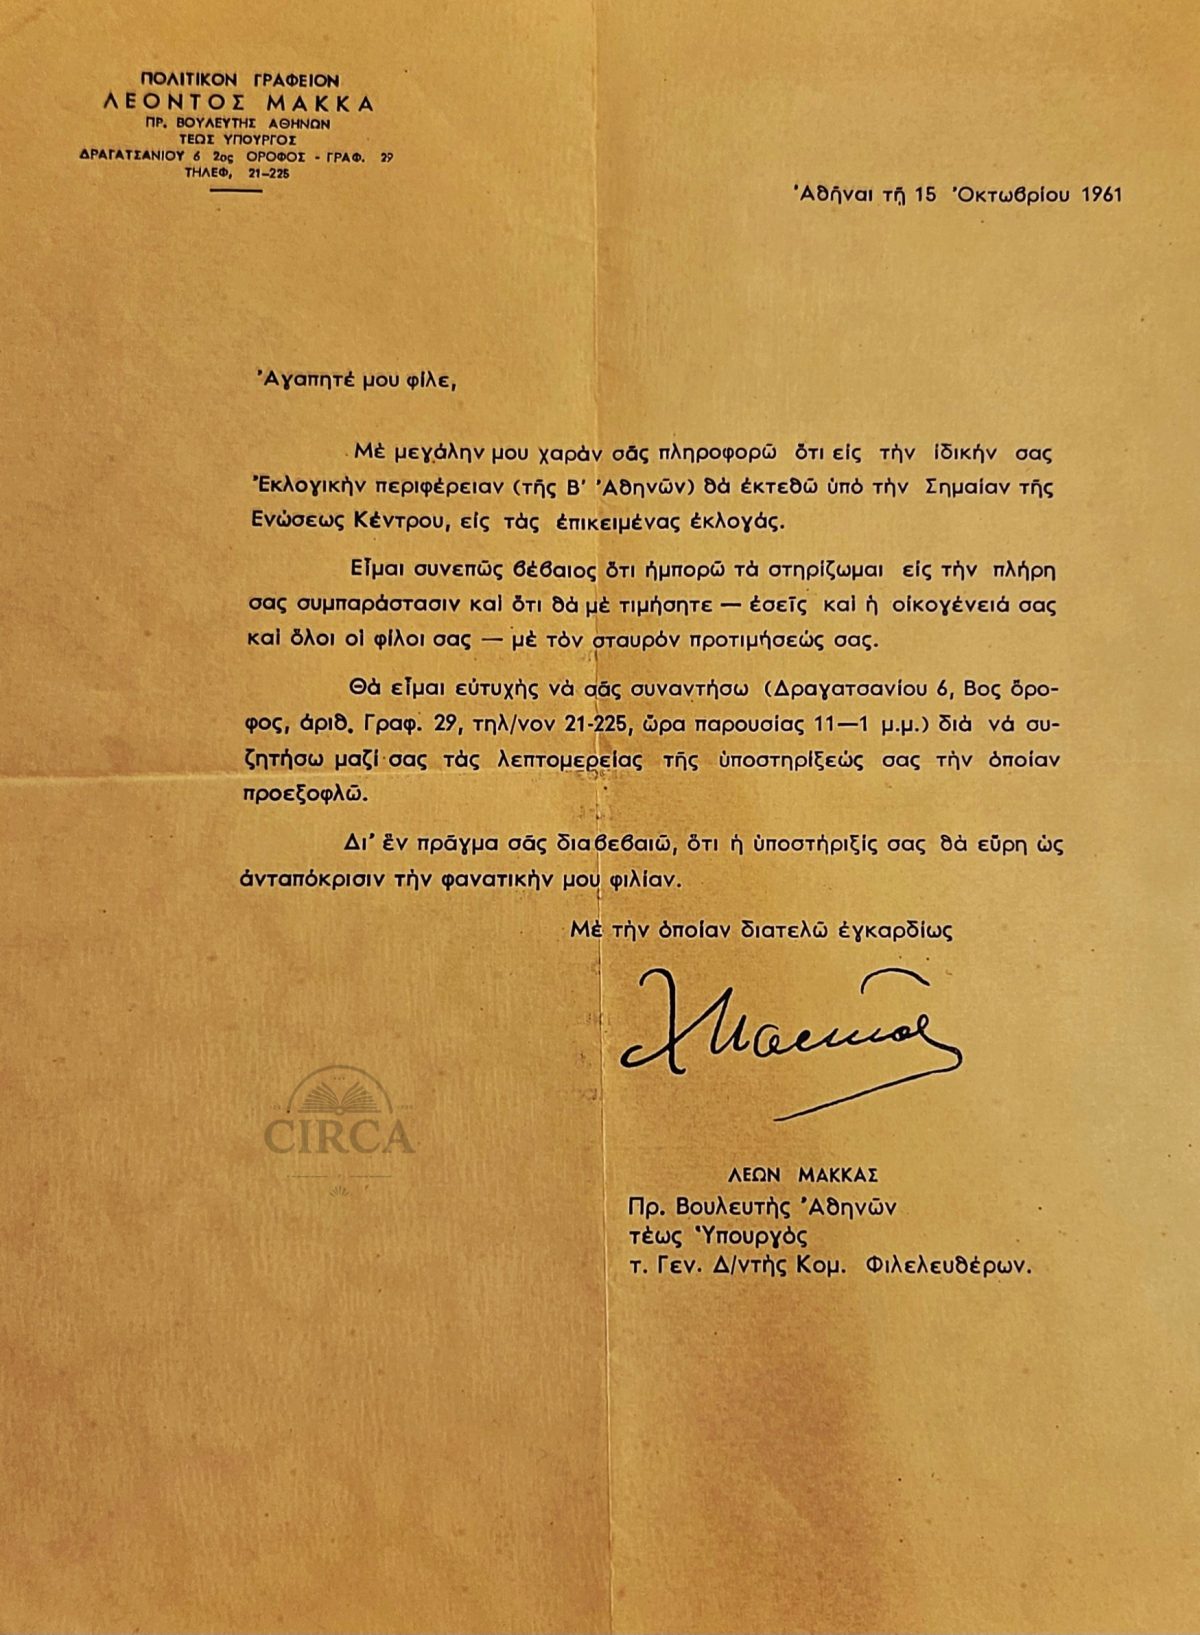 ΠΟΛΙΤΙΚΟΝ ΓΡΑΦΕΙΟΝ
ΛΕΟΝΤΟΣ ΜΑΚΚΑ
ΠΡ. ΒΟΥΛΕΥΤΗΣ ΑΘΗΝΩΝ
ΤΕΩΣ ΥΠΟΥΡΓΟΣ
ΔΡΑΓΑΤΣΑΝΙΟΥ 6 2ος ΟΡΟΦΟΣ - ΓΡΑΦ. 29
ΤΗΛΕΦ, 21-225
Ἀθῆναι τῇ 15 Ὀκτωβρίου 1961
Ἀγαπητέ μου φίλε,
Μὲ μεγάλην μου χαρὰν σᾶς πληροφορῶ ὅτι εἰς τὴν ἰδικήν σας
Ἐκλογικὴν περιφέρειαν (τῆς Β' Ἀθηνῶν) θὰ ἐκτεθῶ ὑπὸ τὴν Σημαίαν τῆς
Ενώσεως Κέντρου, εἰς τὰς ἐπικειμένας ἐκλογάς.
Εἶμαι συνεπῶς βέβαιος ὅτι ἠμπορῶ τὰ στηρίζωμαι εἰς τὴν πλήρη
σας συμπαράστασιν καὶ ὅτι θὰ μὲ τιμήσητε — ἐσεῖς καὶ ἡ οἰκογένειά σας
καὶ ὅλοι οἱ φίλοι σας — μὲ τὸν σταυρόν προτιμήσεώς σας.
Θὰ εἶμαι εὐτυχὴς νὰ σᾶς συναντήσω (Δραγατσανίου 6, Βος ὄρο-
φος, ἀριθ. Γραφ. 29, τηλ/νον 21-225, ὥρα παρουσίας 11—1 μ.μ.) διὰ νά συ-
ζητήσω μαζί σας τὰς λεπτομερείας τῆς ὑποστηρίξεώς σας τὴν ὁποίαν
προεξοφλῶ.
Δι' ἓν πρᾶγμα σᾶς διαβεβαιῶ, ὅτι ἡ ὑποστήριξίς σας θὰ εὕρη ὡς
ἀνταπόκρισιν τὴν φανατικὴν μου φιλίαν.
Μὲ τὴν ὁποίαν διατελῶ ἐγκαρδίως
CIRCA
ΛΕΩΝ ΜΑΚΚΑΣ
Πρ. Βουλευτὴς Ἀθηνῶν
τέως Ὑπουργὸς
τ. Γεν. Δ/ντὴς Κομ. Φιλελευθέρων.